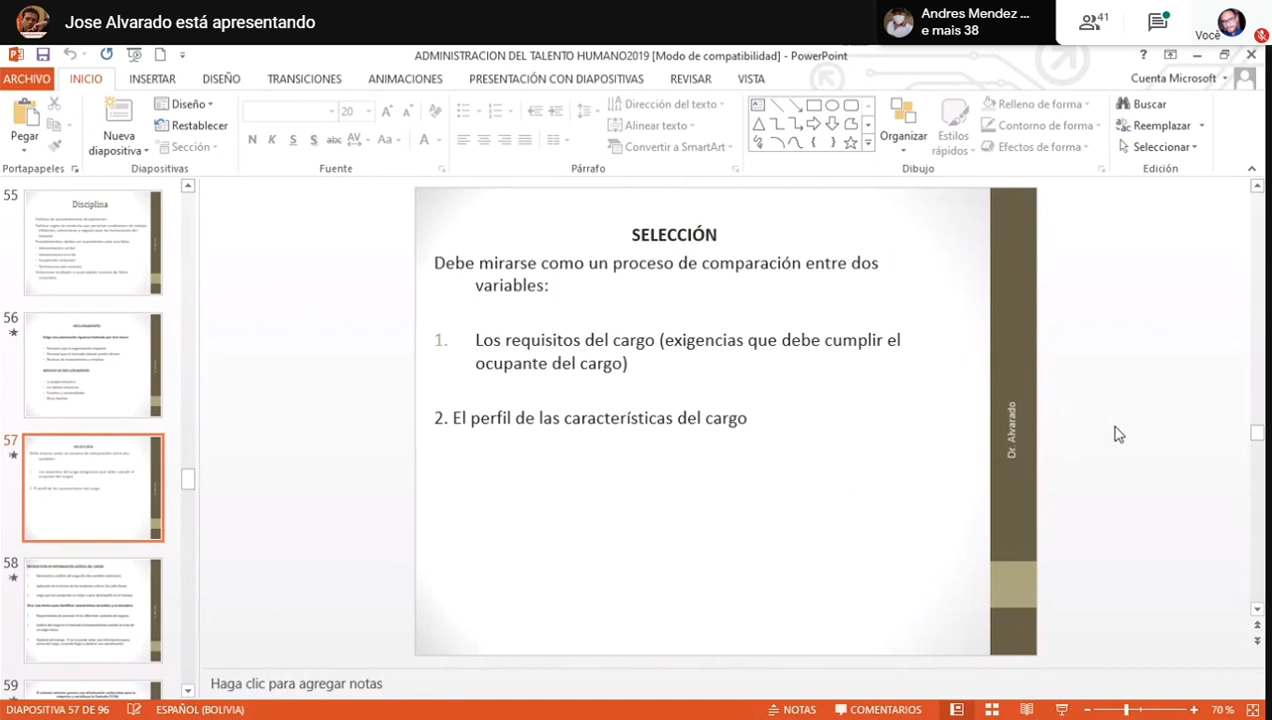 Jose Alvarado está apresentando
Andres Mendez ...
e mais 38
41
Você
ADMINISTRACION DEL TALENTO HUMANO2019 [Modo de compatibilidad] - PowerPoint
ARCHIVO INICIO INSERTAR DISEÑO TRANSICIONES ANIMACIONES PRESENTACIÓN CON DIAPOSITIVAS REVISAR VISTA
Cuenta Microsoft
Pegar
Nueva
diapositiva
Diseño
Restablecer
Sección
20
N K S S abc AV Aa A
Dirección del texto
Alinear texto
Convertir a SmartArt
Organizar
Estilos
rápidos
Relleno de forma
Contorno de forma
Efectos de forma
Buscar
Reemplazar
Seleccionar
Portapapeles Diapositivas Fuente Párrafo Dibujo Edición
55
Disciplina
56
57
58
59
SELECCIÓN
Debe mirarse como un proceso de comparación entre dos
variables:
1. Los requisitos del cargo (exigencias que debe cumplir el
ocupante del cargo)
2. El perfil de las características del cargo
Dr. Alvarado
Haga clic para agregar notas
DIAPOSITIVA 57 DE 96 ESPAÑOL (BOLIVIA) NOTAS COMENTARIOS 70 %